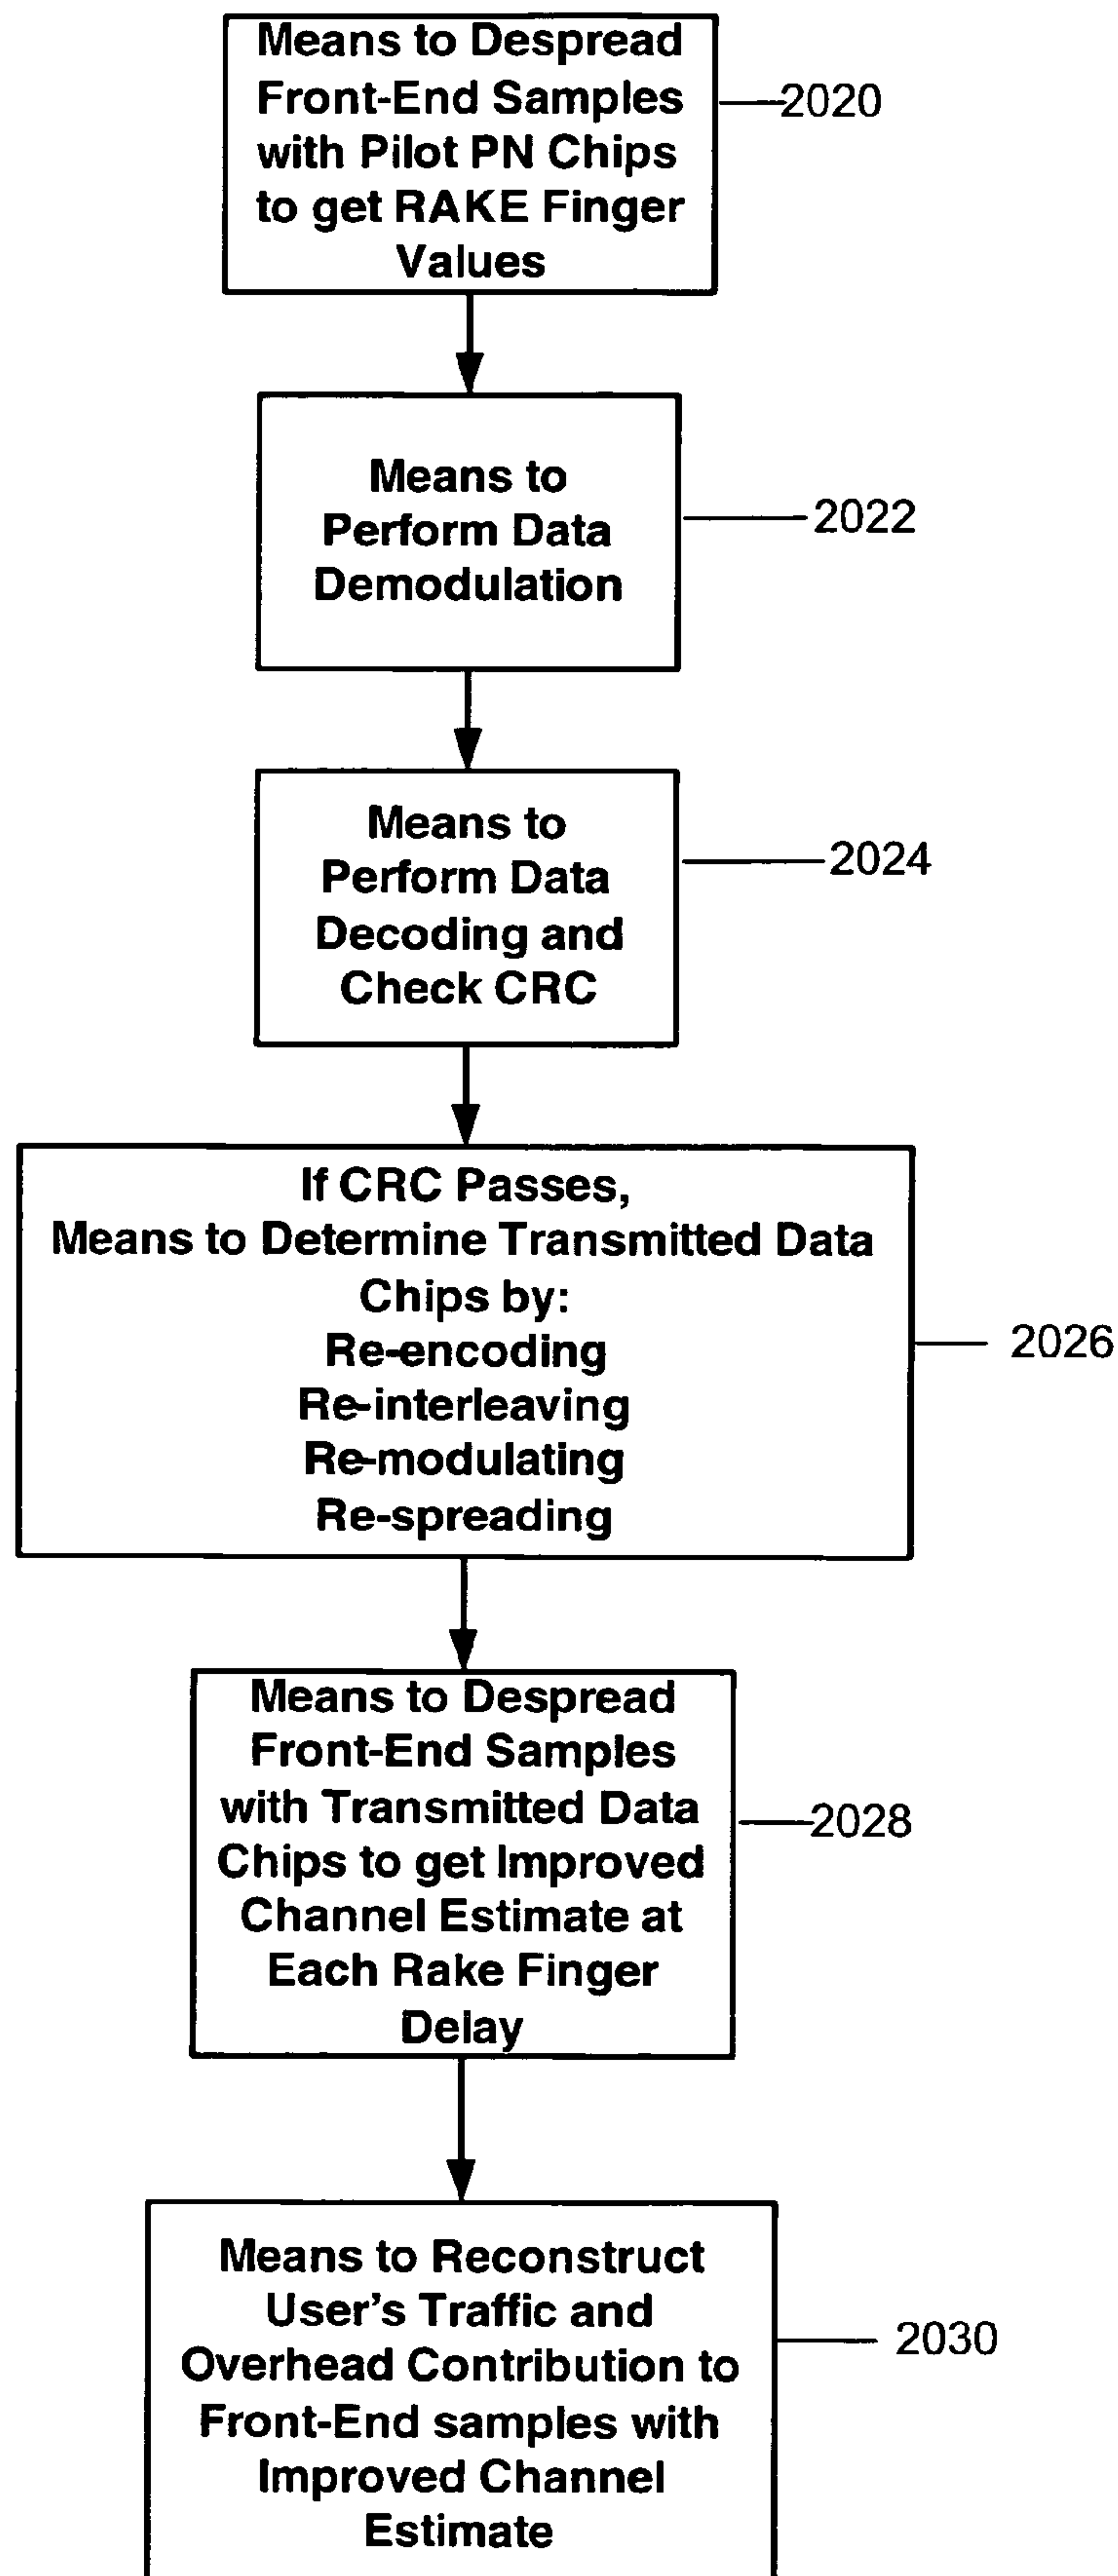 Means to Despread
Front-End Samples
with Pilot PN Chips
to get RAKE Finger
Values
2020
Means to
Perform Data
Demodulation
2022
Means to
Perform Data
Decoding and
Check CRC
2024
If CRC Passes,
Means to Determine Transmitted Data
Chips by:
Re-encoding
Re-interleaving
Re-modulating
Re-spreading
2026
Means to Despread
Front-End Samples
with Transmitted Data
Chips to get Improved
Channel Estimate at
Each Rake Finger
Delay
2028
Means to Reconstruct
User's Traffic and
Overhead Contribution to
Front-End samples with
Improved Channel
Estimate
2030